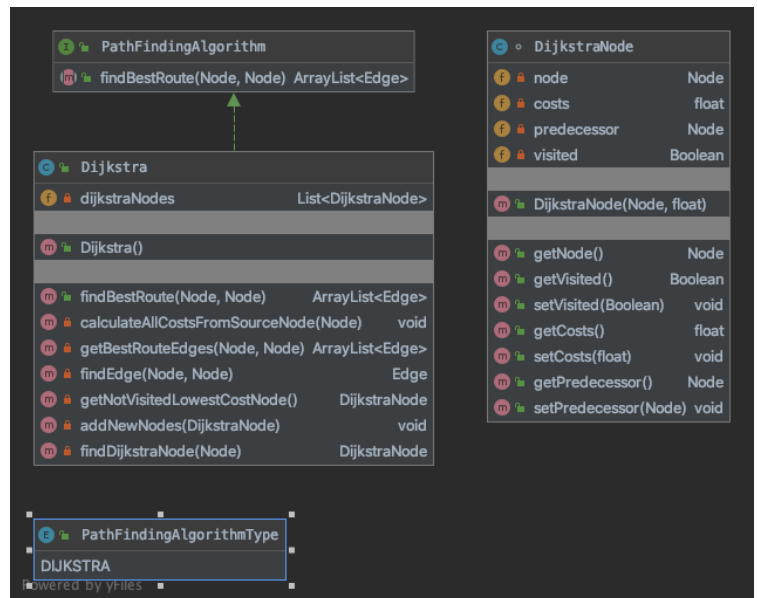 I PathFindingAlgorithm
m findBestRoute(Node, Node) ArrayList<Edge>
C Dijkstra
f dijkstraNodes List<DijkstraNode>
m Dijkstra()
m findBestRoute(Node, Node) ArrayList<Edge>
m calculateAllCostsFromSourceNode(Node) void
m getBestRouteEdges(Node, Node) ArrayList<Edge>
m findEdge(Node, Node) Edge
m getNotVisitedLowestCostNode() DijkstraNode
m addNewNodes(DijkstraNode) void
m findDijkstraNode(Node) DijkstraNode
C DijkstraNode
f node Node
f costs float
f predecessor Node
f visited Boolean
m DijkstraNode(Node, float)
m getNode() Node
m getVisited() Boolean
m setVisited(Boolean) void
m getCosts() float
m setCosts(float) void
m getPredecessor() Node
m setPredecessor(Node) void
E PathFindingAlgorithmType
DIJKSTRA
Powered by yFiles